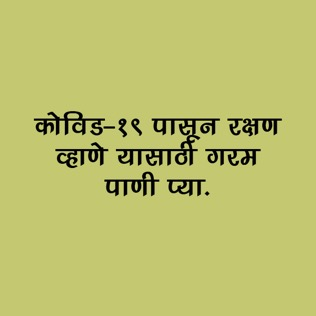 कोविड-१९ पासून रक्षण
व्हाणे यासाठी गरम
पाणी प्या.